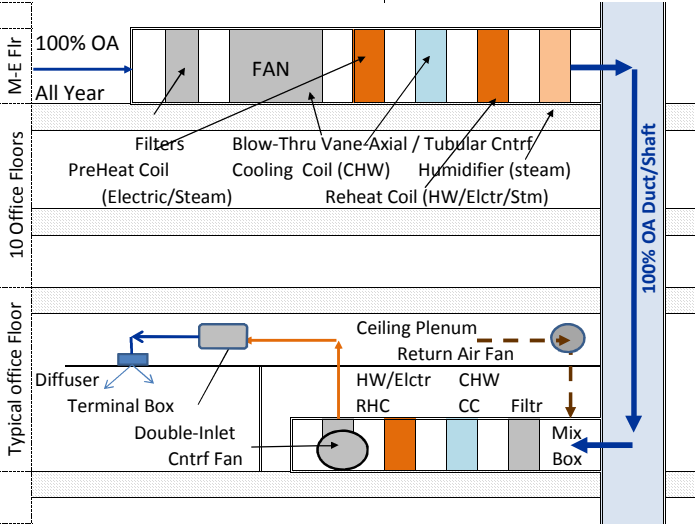 M-E Flr
100% OA
All Year
FAN
Filters
Blow-Thru Vane-Axial / Tubular Cntrf
PreHeat Coil
Cooling Coil (CHW)
Humidifier (steam)
(Electric/Steam)
Reheat Coil (HW/Elctr/Stm)
10 Office Floors
100% OA Duct/Shaft
Typical office Floor
Ceiling Plenum
Return Air Fan
Diffuser
HW/Elctr
CHW
Terminal Box
RHC
CC
Filtr
Double-Inlet
Mix
Cntrf Fan
Box